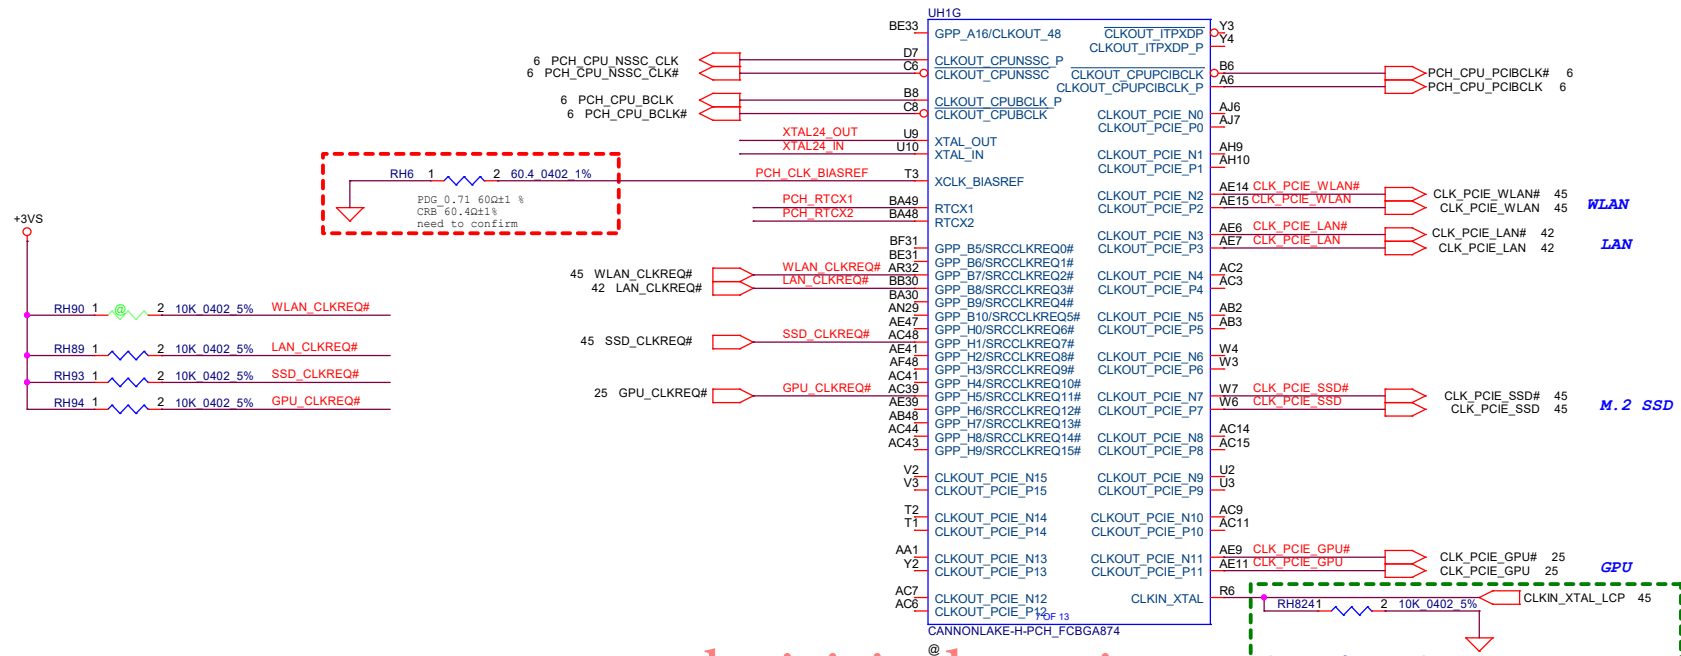 UH1G
BE33 GPP_A16/CLKOUT_48 CLKOUT_ITPXDP Y3
CLKOUT_ITPXDP_P Y4
6 PCH_CPU_NSSC_CLK D7 CLKOUT_CPUNSSC_P
6 PCH_CPU_NSSC_CLK# C6 CLKOUT_CPUNSSC CLKOUT_CPUPCIBCLK B6 PCH_CPU_PCIBCLK# 6
CLKOUT_CPUPCIBCLK_P A6 PCH_CPU_PCIBCLK 6
6 PCH_CPU_BCLK B8 CLKOUT_CPUBCLK_P
6 PCH_CPU_BCLK# C8 CLKOUT_CPUBCLK CLKOUT_PCIE_N0 AJ6
CLKOUT_PCIE_P0 AJ7
XTAL24_OUT U9 XTAL_OUT
XTAL24_IN U10 XTAL_IN CLKOUT_PCIE_N1 AH9
CLKOUT_PCIE_P1 AH10
RH6 1 2 60.4_0402_1% PCH_CLK_BIASREF T3 XCLK_BIASREF
PDG_0.71 60Ω±1 %
CRB 60.4Ω±1%
need to confirm
CLKOUT_PCIE_N2 AE14 CLK_PCIE_WLAN# CLK_PCIE_WLAN# 45
PCH_RTCX1 BA49 RTCX1 CLKOUT_PCIE_P2 AE15 CLK_PCIE_WLAN CLK_PCIE_WLAN 45 WLAN
PCH_RTCX2 BA48 RTCX2
CLKOUT_PCIE_N3 AE6 CLK_PCIE_LAN# CLK_PCIE_LAN# 42
BF31 GPP_B5/SRCCLKREQ0# CLKOUT_PCIE_P3 AE7 CLK_PCIE_LAN CLK_PCIE_LAN 42 LAN
BE31 GPP_B6/SRCCLKREQ1#
45 WLAN_CLKREQ# WLAN_CLKREQ# AR32 GPP_B7/SRCCLKREQ2# CLKOUT_PCIE_N4 AC2
42 LAN_CLKREQ# LAN_CLKREQ# BB30 GPP_B8/SRCCLKREQ3# CLKOUT_PCIE_P4 AC3
BA30 GPP_B9/SRCCLKREQ4#
AN29 GPP_B10/SRCCLKREQ5# CLKOUT_PCIE_N5 AB2
AE47 GPP_H0/SRCCLKREQ6# CLKOUT_PCIE_P5 AB3
45 SSD_CLKREQ# SSD_CLKREQ# AC48 GPP_H1/SRCCLKREQ7#
AE41 GPP_H2/SRCCLKREQ8# CLKOUT_PCIE_N6 W4
AF48 GPP_H3/SRCCLKREQ9# CLKOUT_PCIE_P6 W3
AC41 GPP_H4/SRCCLKREQ10#
25 GPU_CLKREQ# GPU_CLKREQ# AC39 GPP_H5/SRCCLKREQ11# CLKOUT_PCIE_N7 W7 CLK_PCIE_SSD# CLK_PCIE_SSD# 45
AE39 GPP_H6/SRCCLKREQ12# CLKOUT_PCIE_P7 W6 CLK_PCIE_SSD CLK_PCIE_SSD 45 M.2 SSD
AB48 GPP_H7/SRCCLKREQ13#
AC44 GPP_H8/SRCCLKREQ14# CLKOUT_PCIE_N8 AC14
AC43 GPP_H9/SRCCLKREQ15# CLKOUT_PCIE_P8 AC15
V2 CLKOUT_PCIE_N15 CLKOUT_PCIE_N9 U2
V3 CLKOUT_PCIE_P15 CLKOUT_PCIE_P9 U3
T2 CLKOUT_PCIE_N14 CLKOUT_PCIE_N10 AC9
T1 CLKOUT_PCIE_P14 CLKOUT_PCIE_P10 AC11
AA1 CLKOUT_PCIE_N13 CLKOUT_PCIE_N11 AE9 CLK_PCIE_GPU# CLK_PCIE_GPU# 25
Y2 CLKOUT_PCIE_P13 CLKOUT_PCIE_P11 AE11 CLK_PCIE_GPU CLK_PCIE_GPU 25 GPU
AC7 CLKOUT_PCIE_N12 CLKIN_XTAL R6 CLKIN_XTAL_LCP 45
AC6 CLKOUT_PCIE_P12 RH824 1 2 10K_0402_5%
7 OF 13
CANNONLAKE-H-PCH_FCBGA874
@
+3VS
RH90 1 @ 2 10K_0402_5% WLAN_CLKREQ#
RH89 1 2 10K_0402_5% LAN_CLKREQ#
RH93 1 2 10K_0402_5% SSD_CLKREQ#
RH94 1 2 10K_0402_5% GPU_CLKREQ#